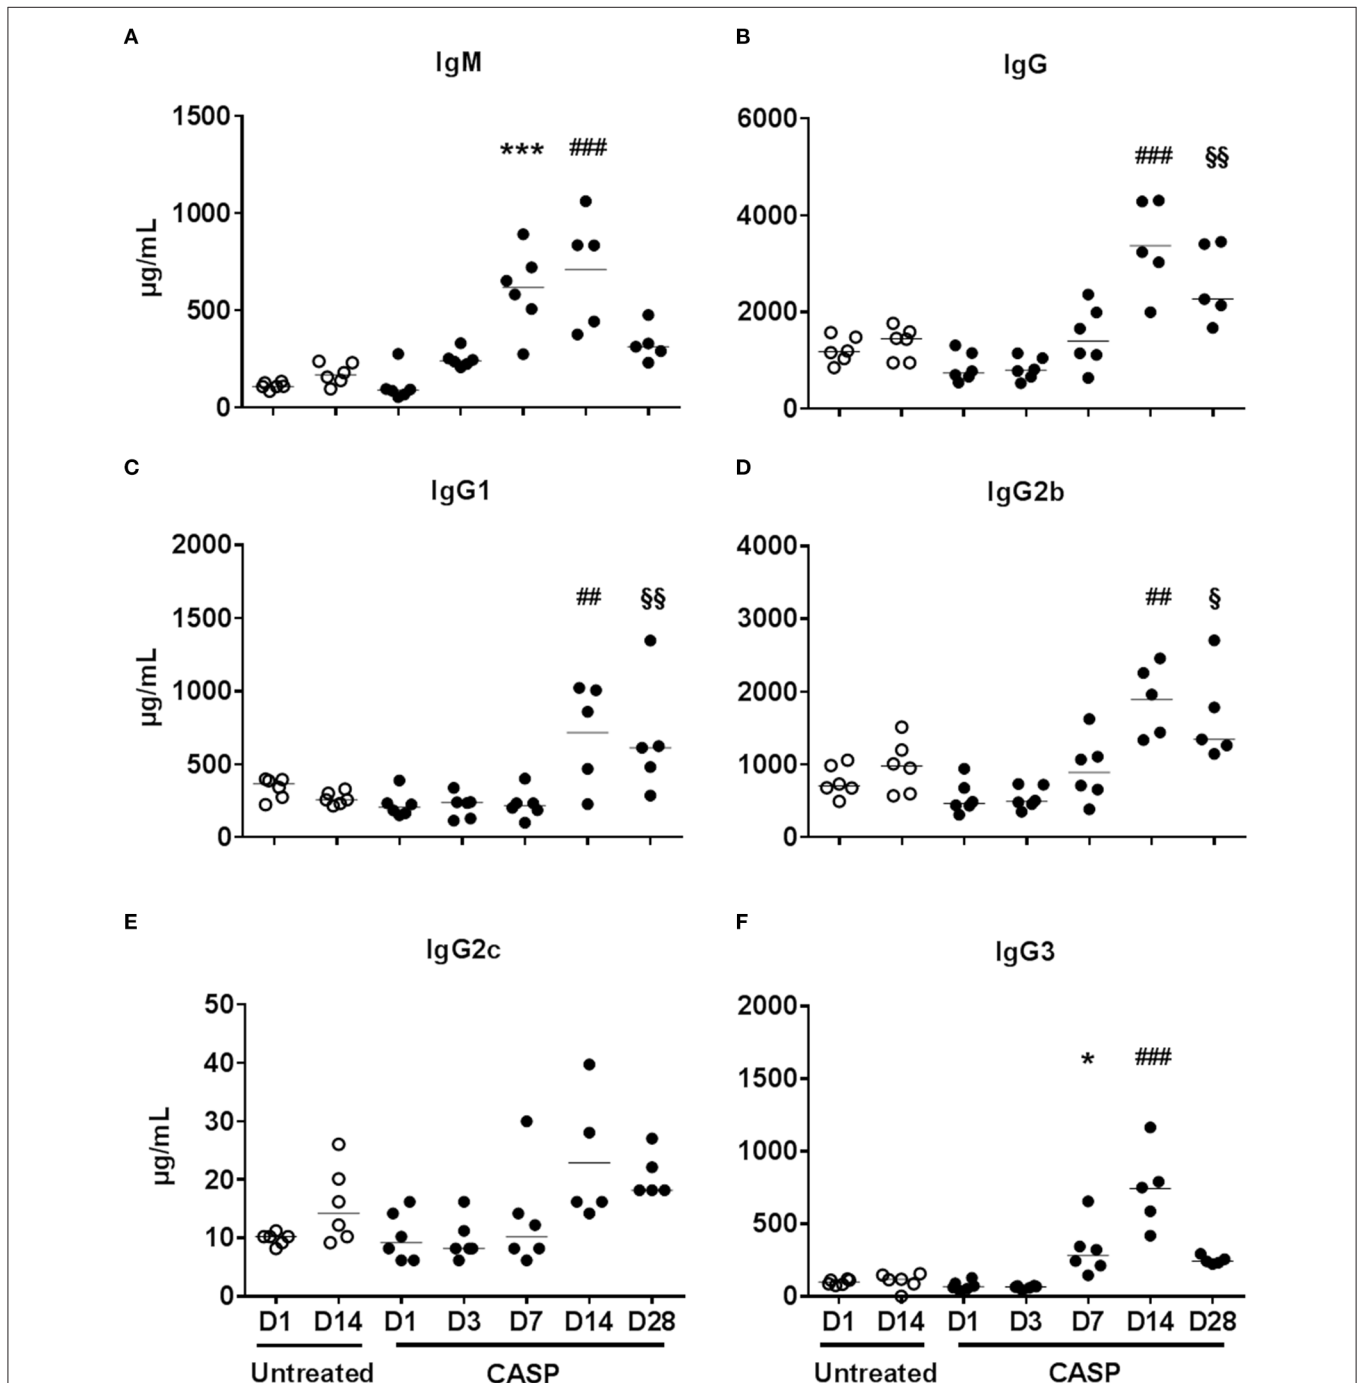 A
B
IgM
IgG
1500
1000
500
0
µg/mL
***
###
6000
4000
2000
0
###
§§
C
D
IgG1
IgG2b
2000
1500
1000
500
0
µg/mL
##
§§
4000
3000
2000
1000
0
##
§
E
F
IgG2c
IgG3
50
40
30
20
10
0
µg/mL
2000
1500
1000
500
0
*
###
D1 D14 D1 D3 D7 D14 D28
Untreated CASP
D1 D14 D1 D3 D7 D14 D28
Untreated CASP